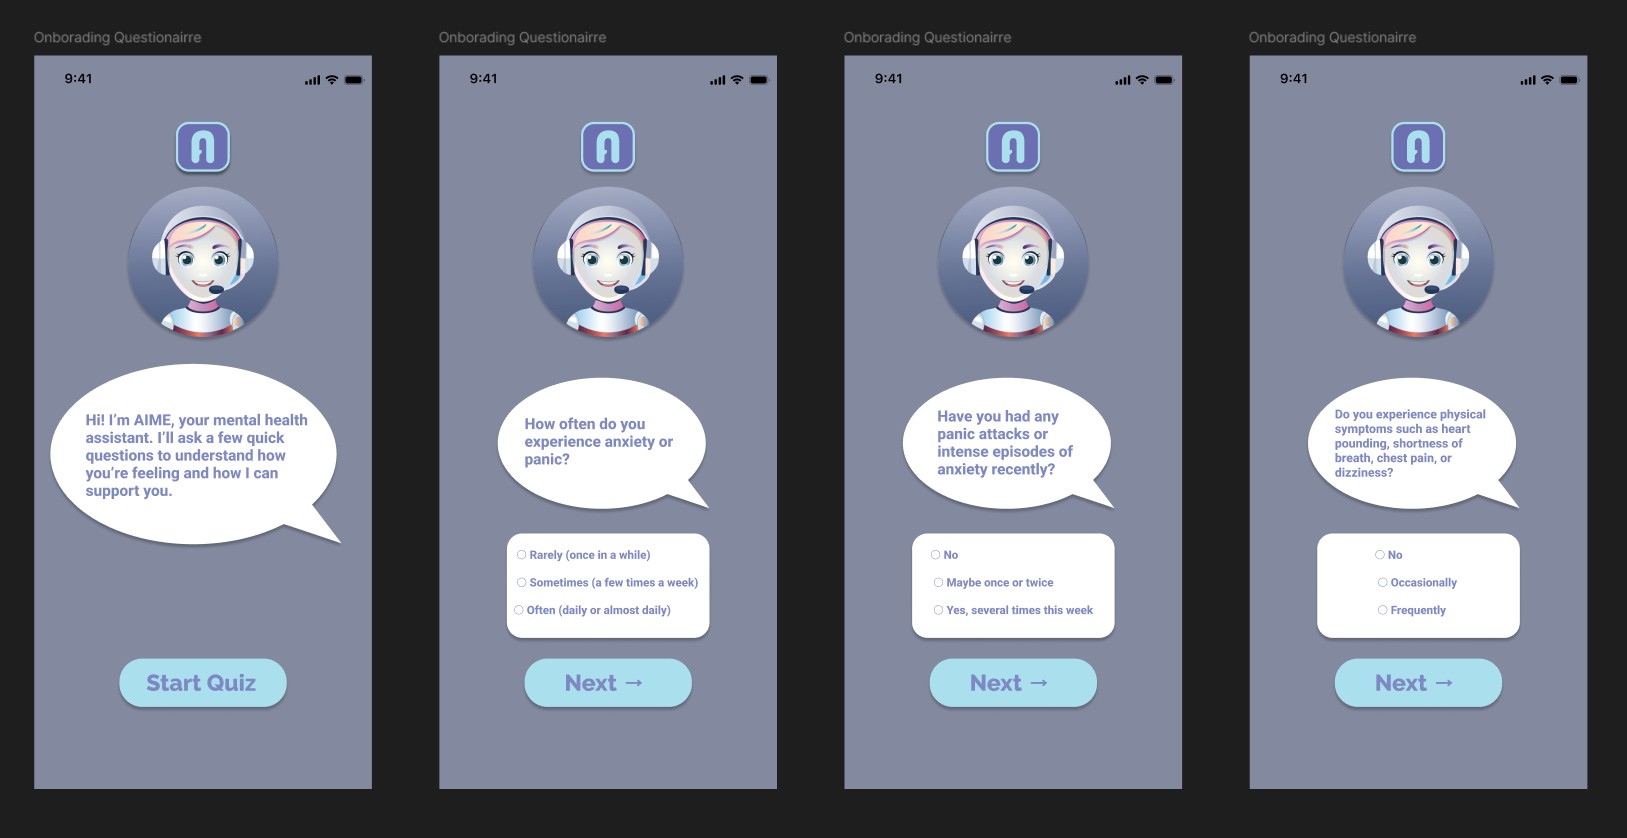 Onborading Questionairre
9:41
A
Hi! I'm AIME, your mental health
assistant. I'll ask a few quick
questions to understand how
you're feeling and how I can
support you.
Start Quiz
Onborading Questionairre
9:41
A
How often do you
experience anxiety or
panic?
Rarely (once in a while)
Sometimes (a few times a week)
Often (daily or almost daily)
Next →
Onborading Questionairre
9:41
A
Have you had any
panic attacks or
intense episodes of
anxiety recently?
No
Maybe once or twice
Yes, several times this week
Next →
Onborading Questionairre
9:41
A
Do you experience physical
symptoms such as heart
pounding, shortness of
breath, chest pain, or
dizziness?
No
Occasionally
Frequently
Next →